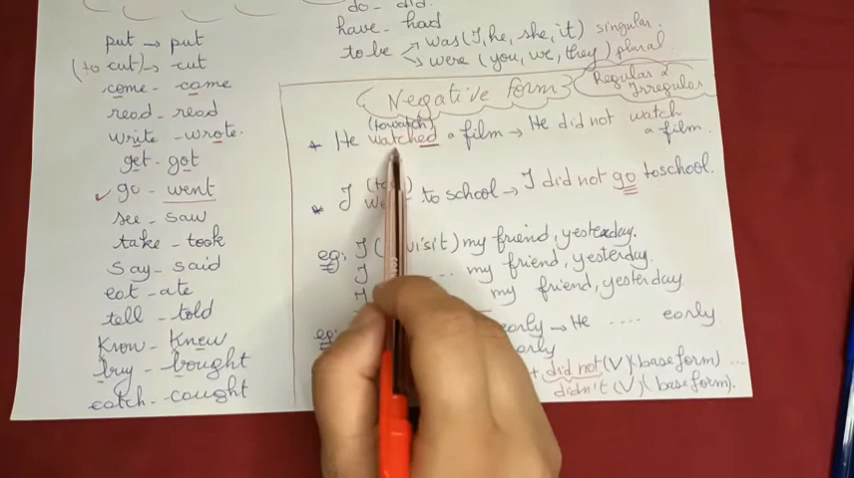 do - did.
have - had
to be was (I, he, she, it) singular.
were (you, we, they) plural.
put → put
(to cut) → cut
come - came
read - read
write - wrote.
get - got
go - went
see - saw
take - took
say - said
eat - ate
tell - told
know - knew
buy - bought
catch - caught
Negative form
Regular & Irregular
(to watch)
* He watched a film → He did not watch a film.
* I to school → I did not go to school.
eg: I ( visit) my friend, yesterday.
I .... my friend, yesterday.
I my friend, yesterday
eg: early → He .... early
early
+ did not (V) (base form) ...
didn't (V) (base form).